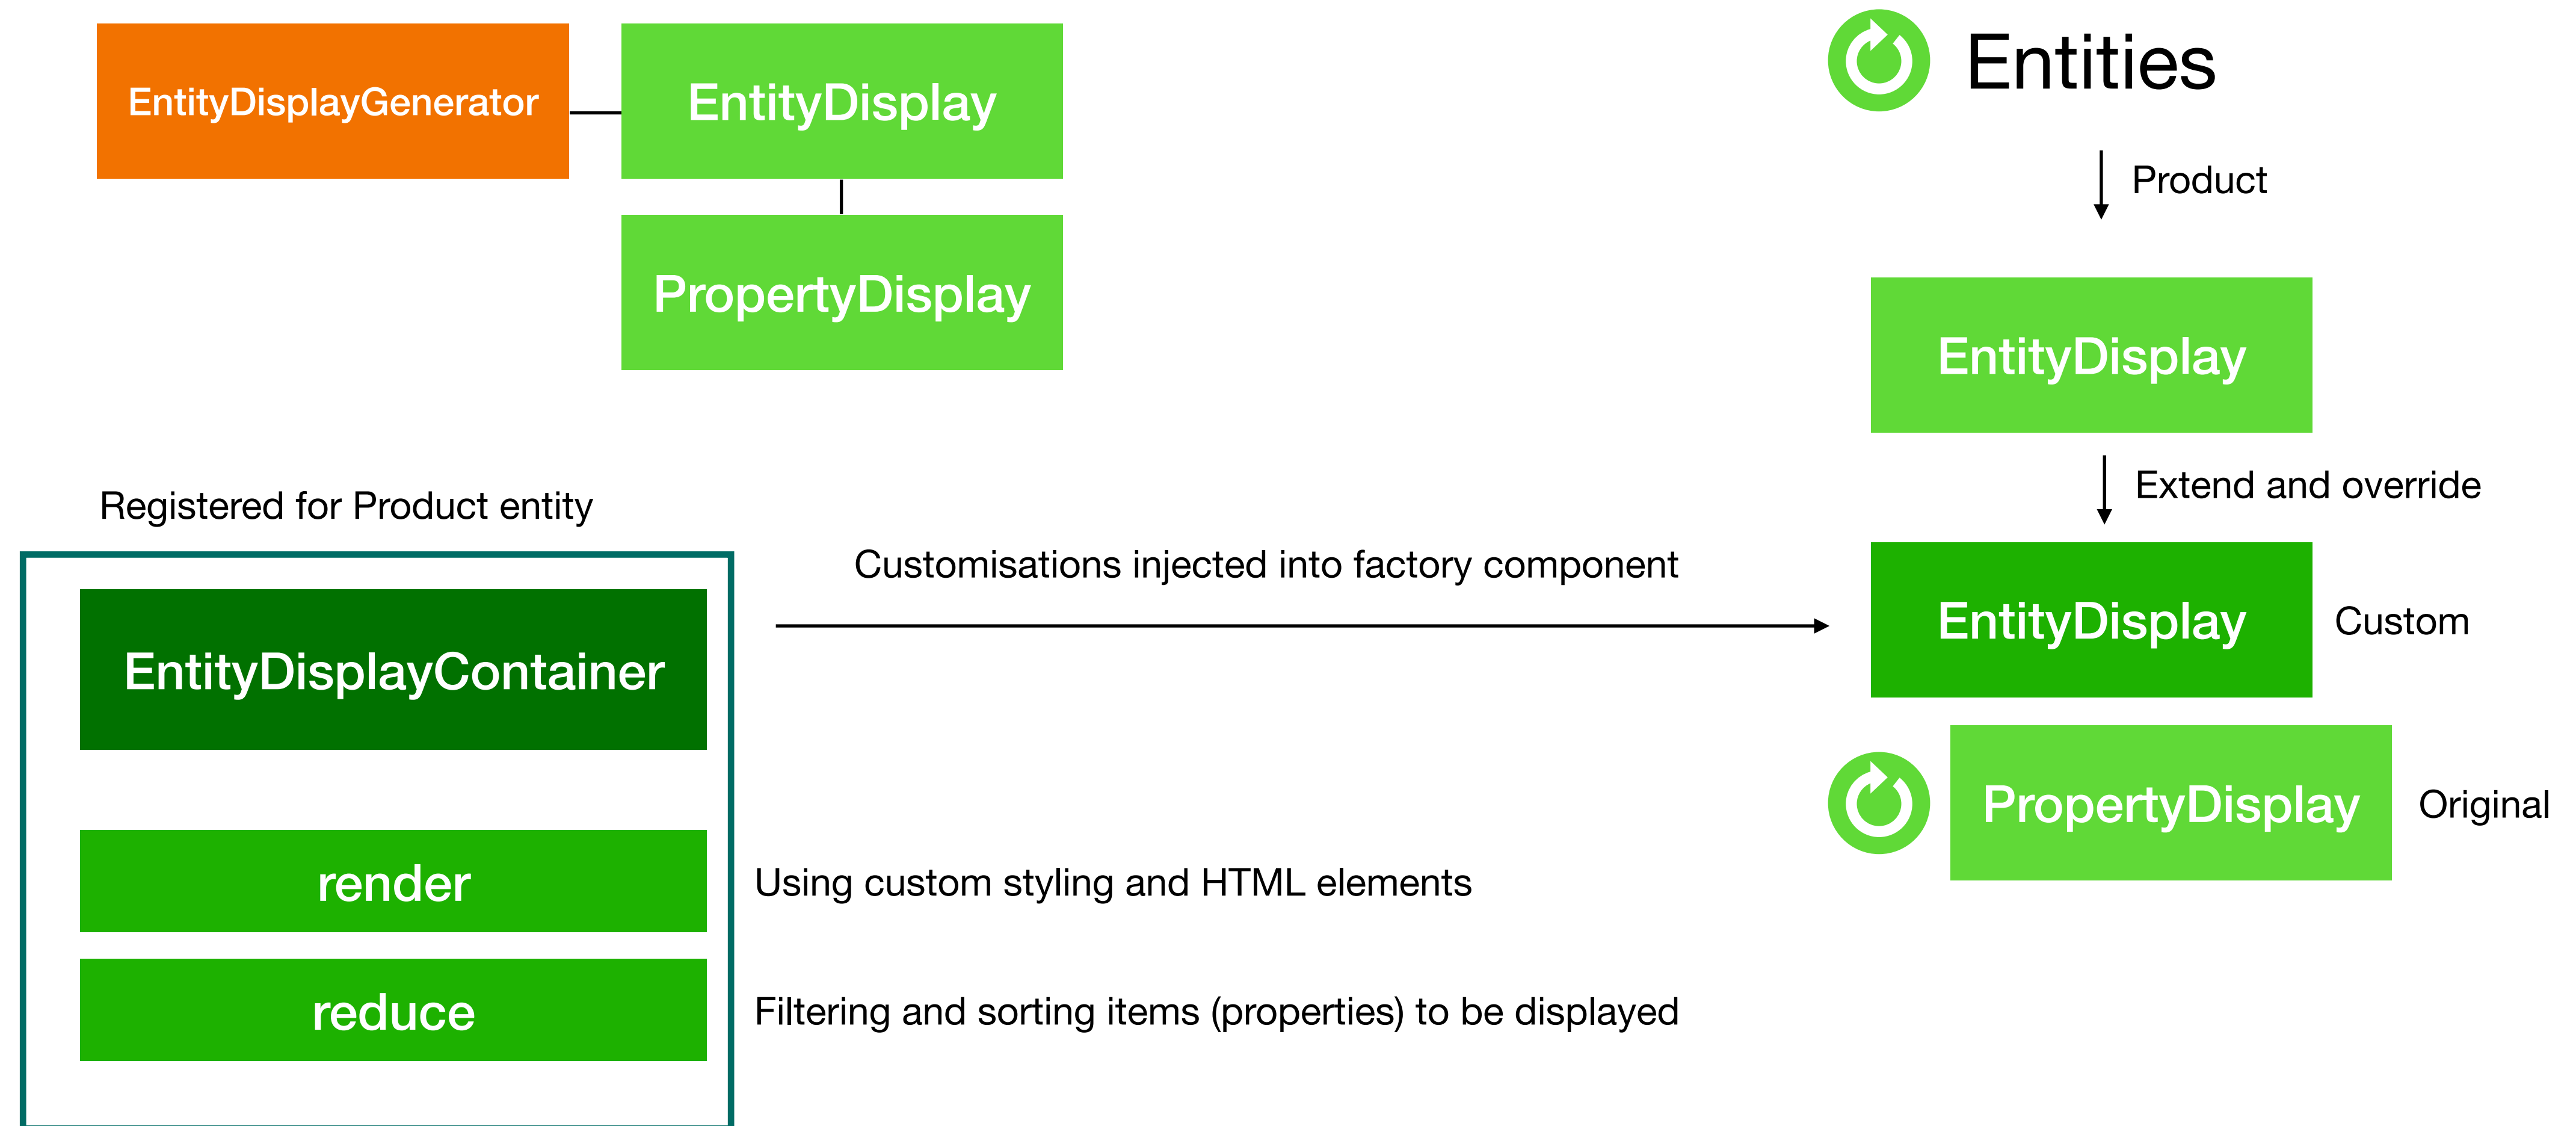 EntityDisplayGenerator
EntityDisplay
PropertyDisplay
Entities
Product
EntityDisplay
Extend and override
Registered for Product entity
Customisations injected into factory component
EntityDisplay
Custom
EntityDisplayContainer
PropertyDisplay
Original
render
Using custom styling and HTML elements
reduce
Filtering and sorting items (properties) to be displayed